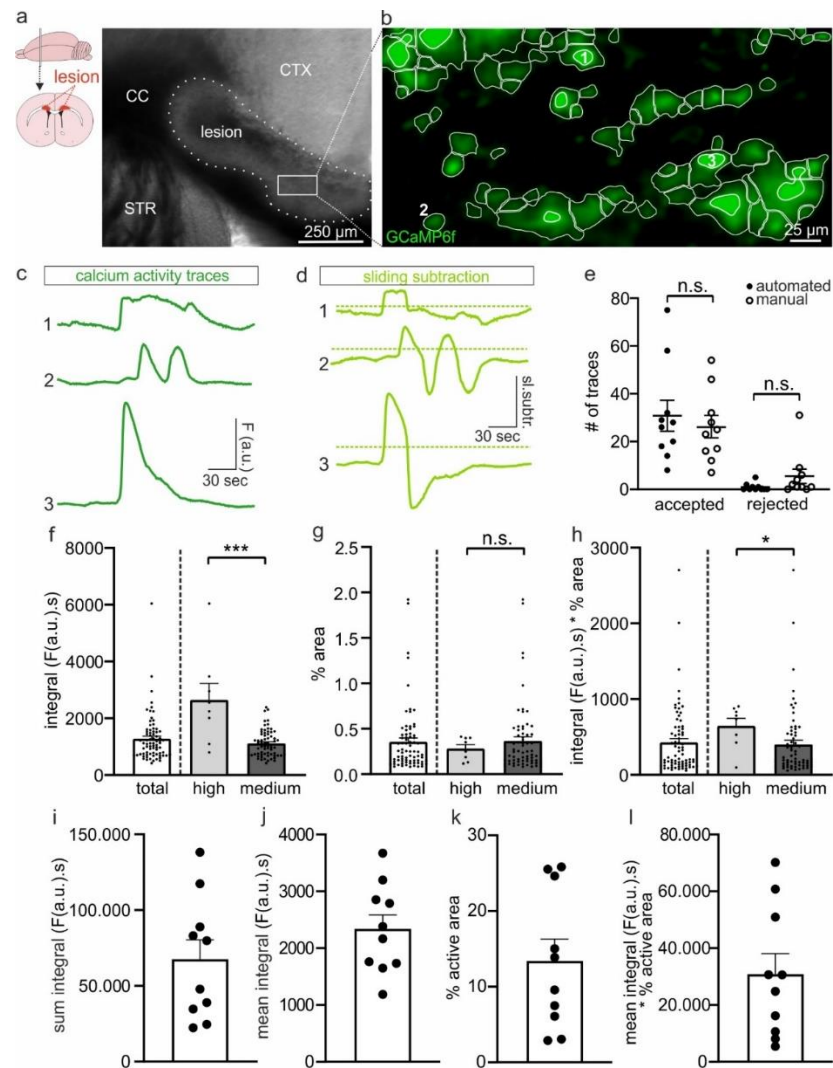 a
lesion
CC
CTX
lesion
STR
250 µm
b
1
3
2
GCaMP6f
25 µm
c
calcium activity traces
1
2
3
F (a.u.)
30 sec
d
sliding subtraction
1
2
3
sl.subtr.
30 sec
e
automated
manual
n.s.
n.s.
# of traces
80
60
40
20
0
accepted
rejected
f
integral (F(a.u.).s)
8000
6000
4000
2000
0
***
total
high
medium
g
% area
2.5
2.0
1.5
1.0
0.5
0.0
n.s.
total
high
medium
h
integral (F(a.u.).s) * % area
3000
2000
1000
0
*
total
high
medium
i
sum integral (F(a.u.).s)
150.000
100.000
50.000
0
j
mean integral (F(a.u.).s)
4000
3000
2000
1000
0
k
% active area
30
20
10
0
l
mean integral (F(a.u.).s)
* % active area
80.000
60.000
40.000
20.000
0